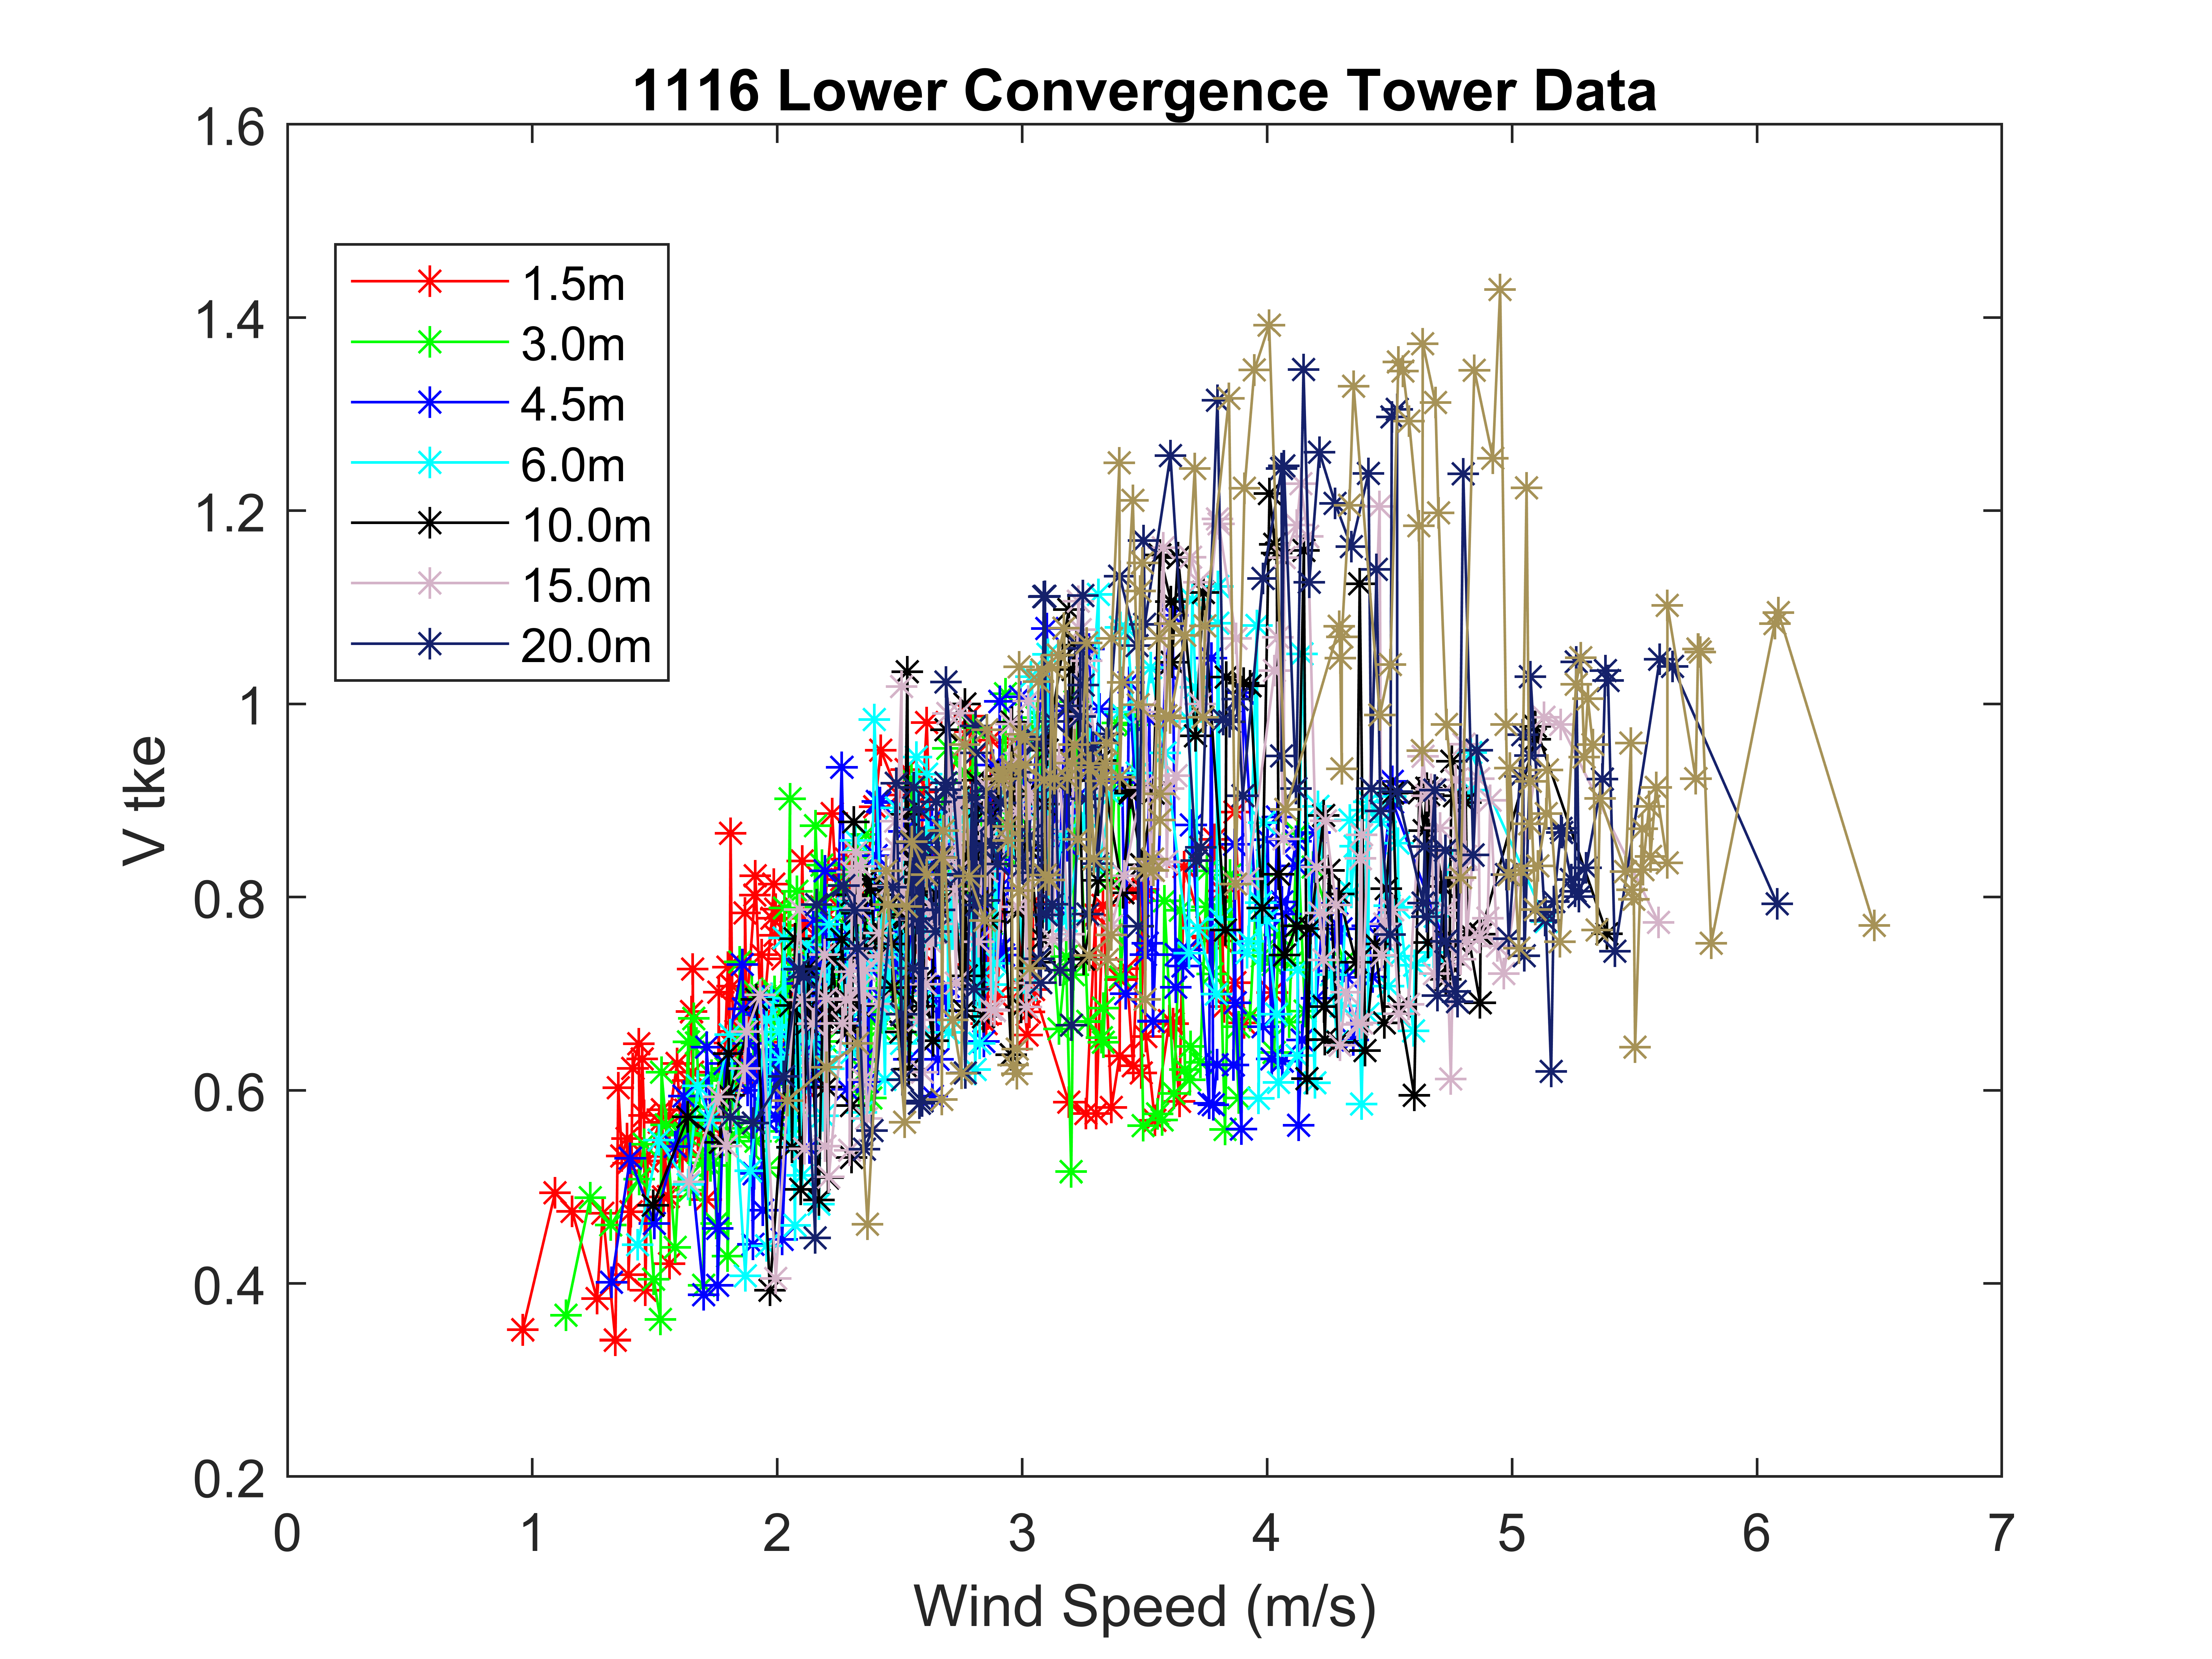 1116 Lower Convergence Tower Data
1.6
1.4
1.2
1
0.8
0.6
0.4
0.2
V tke
1.5m
3.0m
4.5m
6.0m
10.0m
15.0m
20.0m
0 1 2 3 4 5 6 7
Wind Speed (m/s)